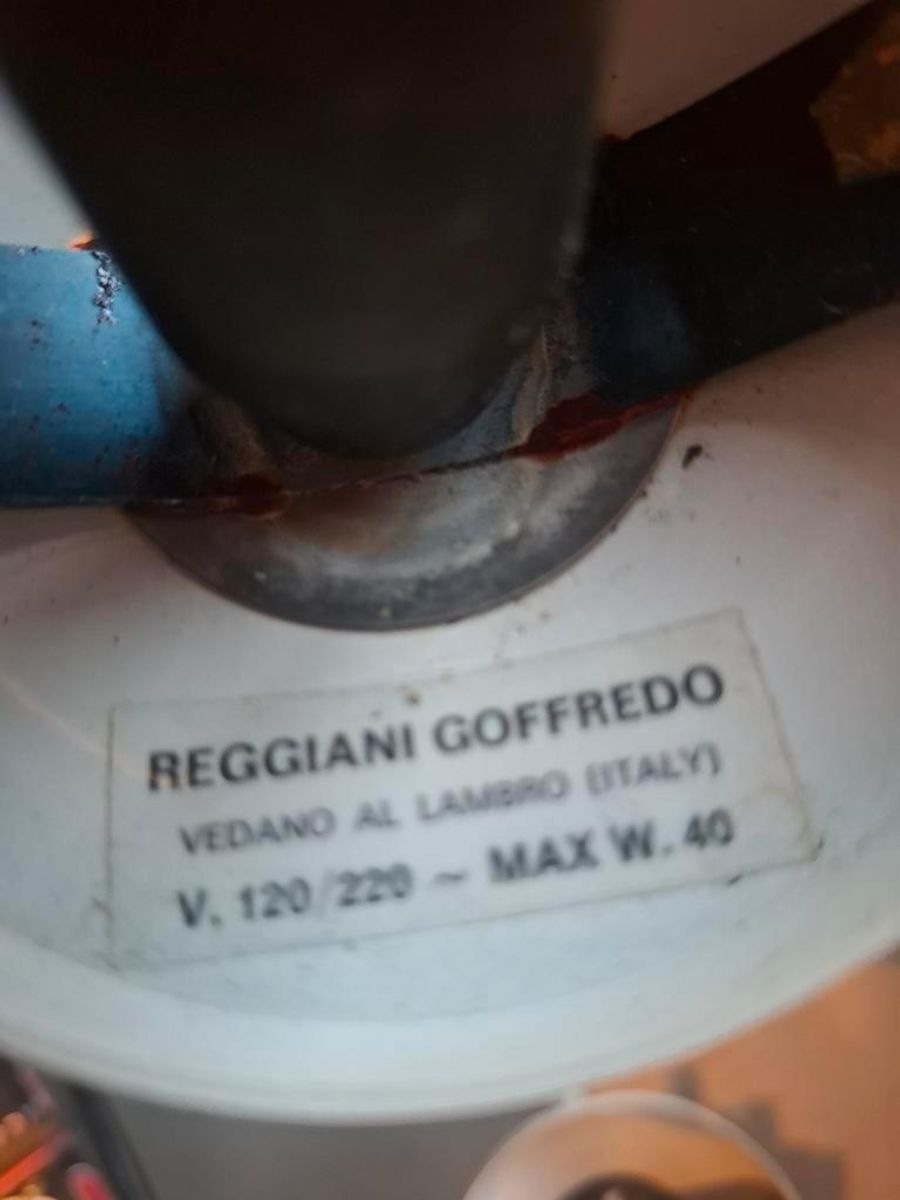 REGGIANI GOFFREDO
VEDANO AL LAMBRO (ITALY)
V. 120/220 ~ MAX W. 40